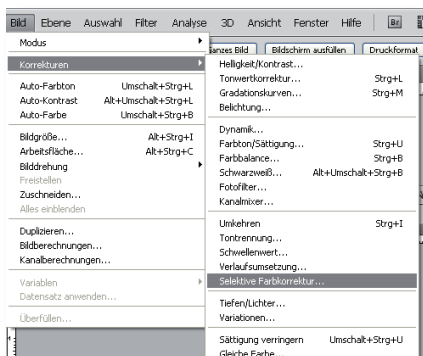 Bild Ebene Auswahl Filter Analyse 3D Ansicht Fenster Hilfe Br
Ganzes Bild Bildschirm ausfüllen Druckformat
Modus
Korrekturen
Auto-Farbton Umschalt+Strg+L
Auto-Kontrast Alt+Umschalt+Strg+L
Auto-Farbe Umschalt+Strg+B
Bildgröße... Alt+Strg+I
Arbeitsfläche... Alt+Strg+C
Bilddrehung
Freistellen
Zuschneiden...
Alles einblenden
Duplizieren...
Bildberechnungen...
Kanalberechnungen...
Variablen
Datensatz anwenden...
Überfüllen...
Helligkeit/Kontrast...
Tonwertkorrektur... Strg+L
Gradationskurven... Strg+M
Belichtung...
Dynamik...
Farbton/Sättigung... Strg+U
Farbbalance... Strg+B
Schwarzweiß... Alt+Umschalt+Strg+B
Fotofilter...
Kanalmixer...
Umkehren Strg+I
Tontrennung...
Schwellenwert...
Verlaufsumsetzung...
Selektive Farbkorrektur...
Tiefen/Lichter...
Variationen...
Sättigung verringern Umschalt+Strg+U
Gleiche Farbe...